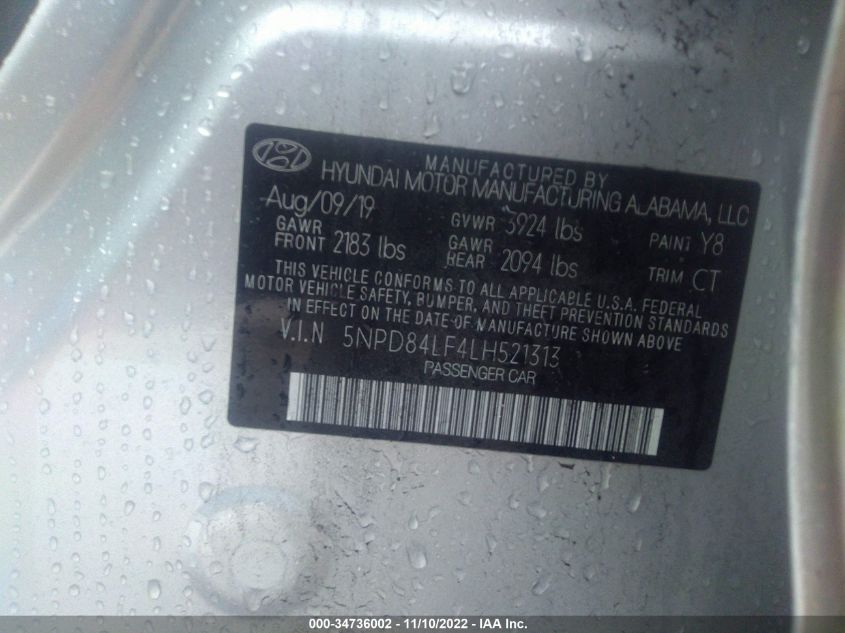 MANUFACTURED BY
HYUNDAI MOTOR MANUFACTURING ALABAMA, LLC
Aug/09/19
GVWR 3924 lbs
PAINT Y8
GAWR FRONT 2183 lbs
GAWR REAR 2094 lbs
TRIM CT
THIS VEHICLE CONFORMS TO ALL APPLICABLE U.S.A. FEDERAL
MOTOR VEHICLE SAFETY, BUMPER, AND THEFT PREVENTION STANDARDS
IN EFFECT ON THE DATE OF MANUFACTURE SHOWN ABOVE
V.I.N 5NPD84LF4LH521313
PASSENGER CAR
000-34736002 - 11/10/2022 - IAA Inc.